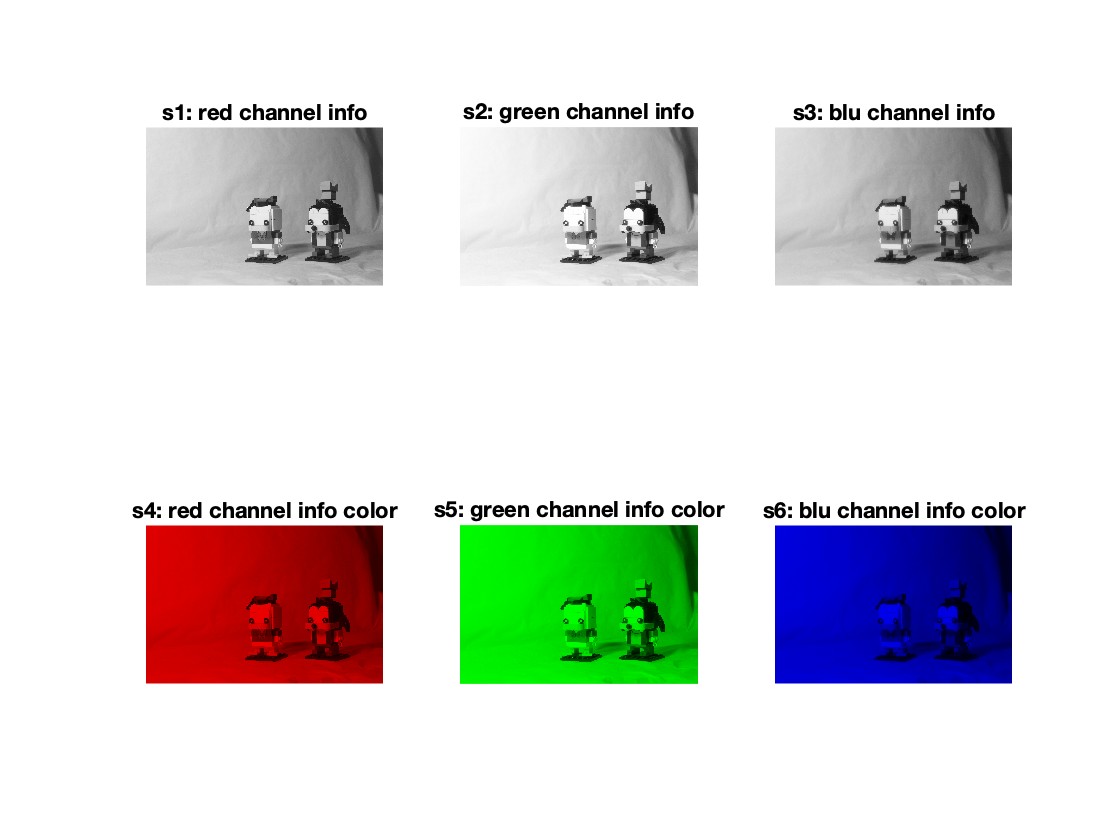 s1: red channel info
s2: green channel info
s3: blu channel info
s4: red channel info color
s5: green channel info color
s6: blu channel info color